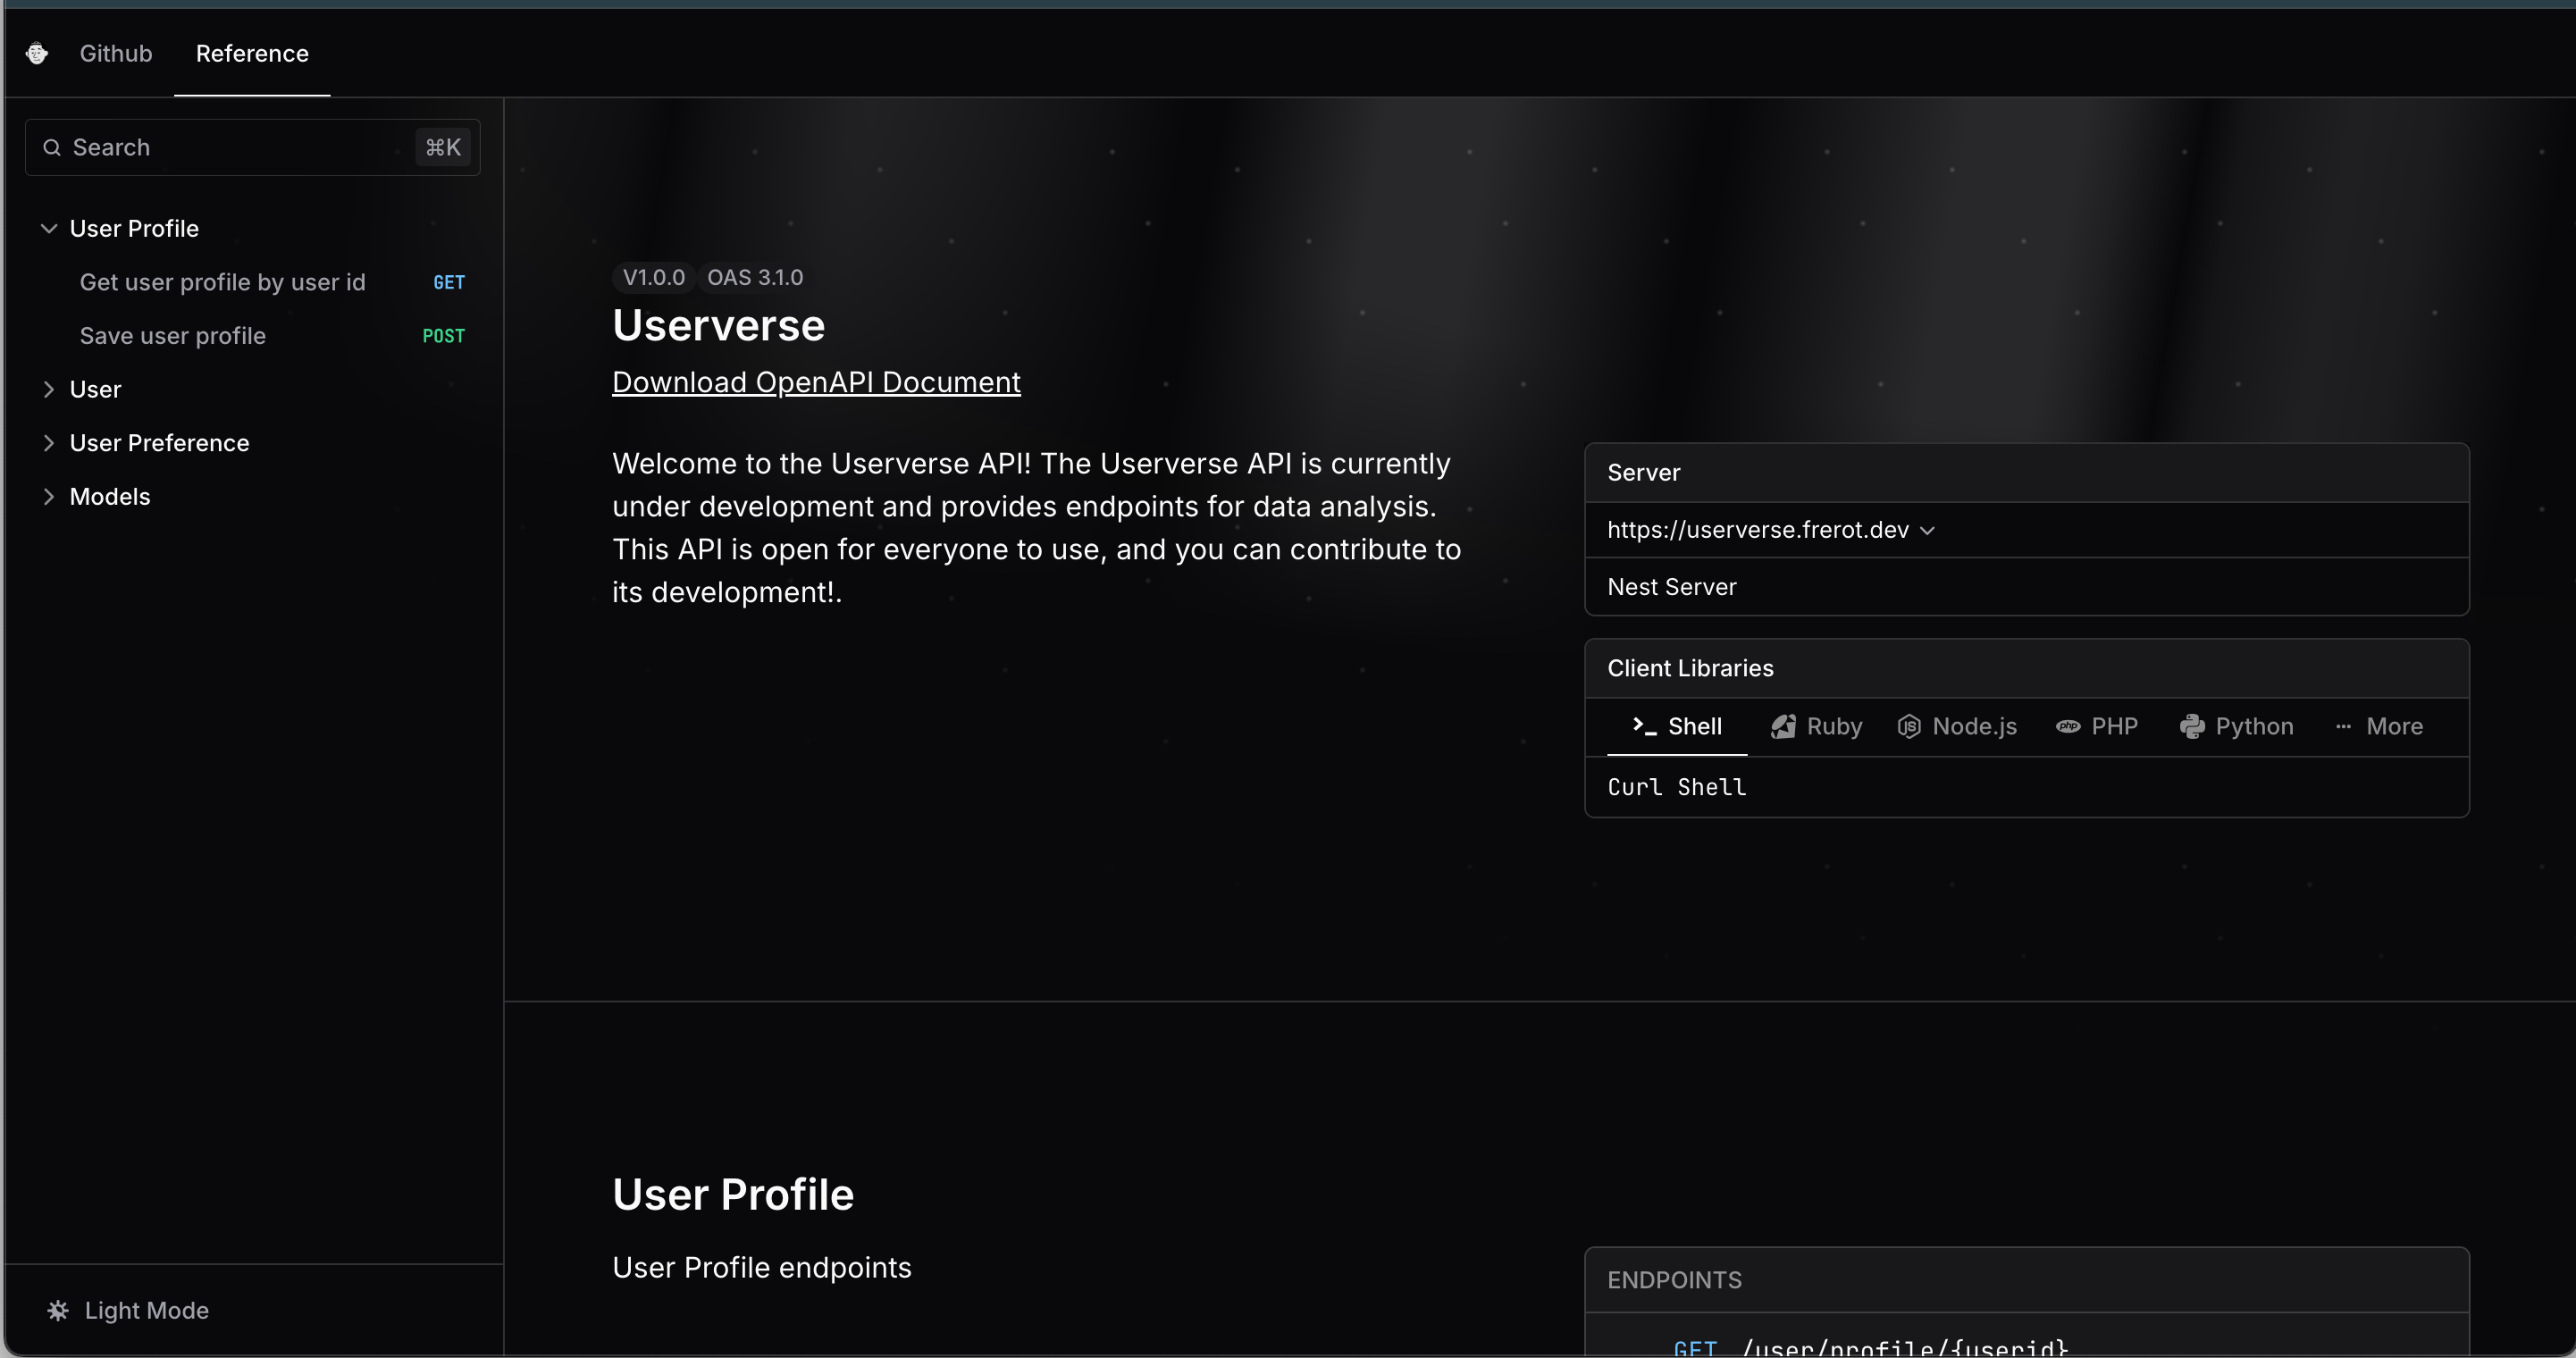 Github
Reference
Search
⌘K
User Profile
Get user profile by user id GET
Save user profile POST
User
User Preference
Models
Light Mode
V1.0.0 OAS 3.1.0
Userverse
Download OpenAPI Document
Welcome to the Userverse API! The Userverse API is currently
under development and provides endpoints for data analysis.
This API is open for everyone to use, and you can contribute to
its development!.
Server
https://userverse.frerot.dev
Nest Server
Client Libraries
Shell Ruby Node.js PHP Python More
Curl Shell
User Profile
User Profile endpoints
ENDPOINTS
GET /user/profile/{userid}